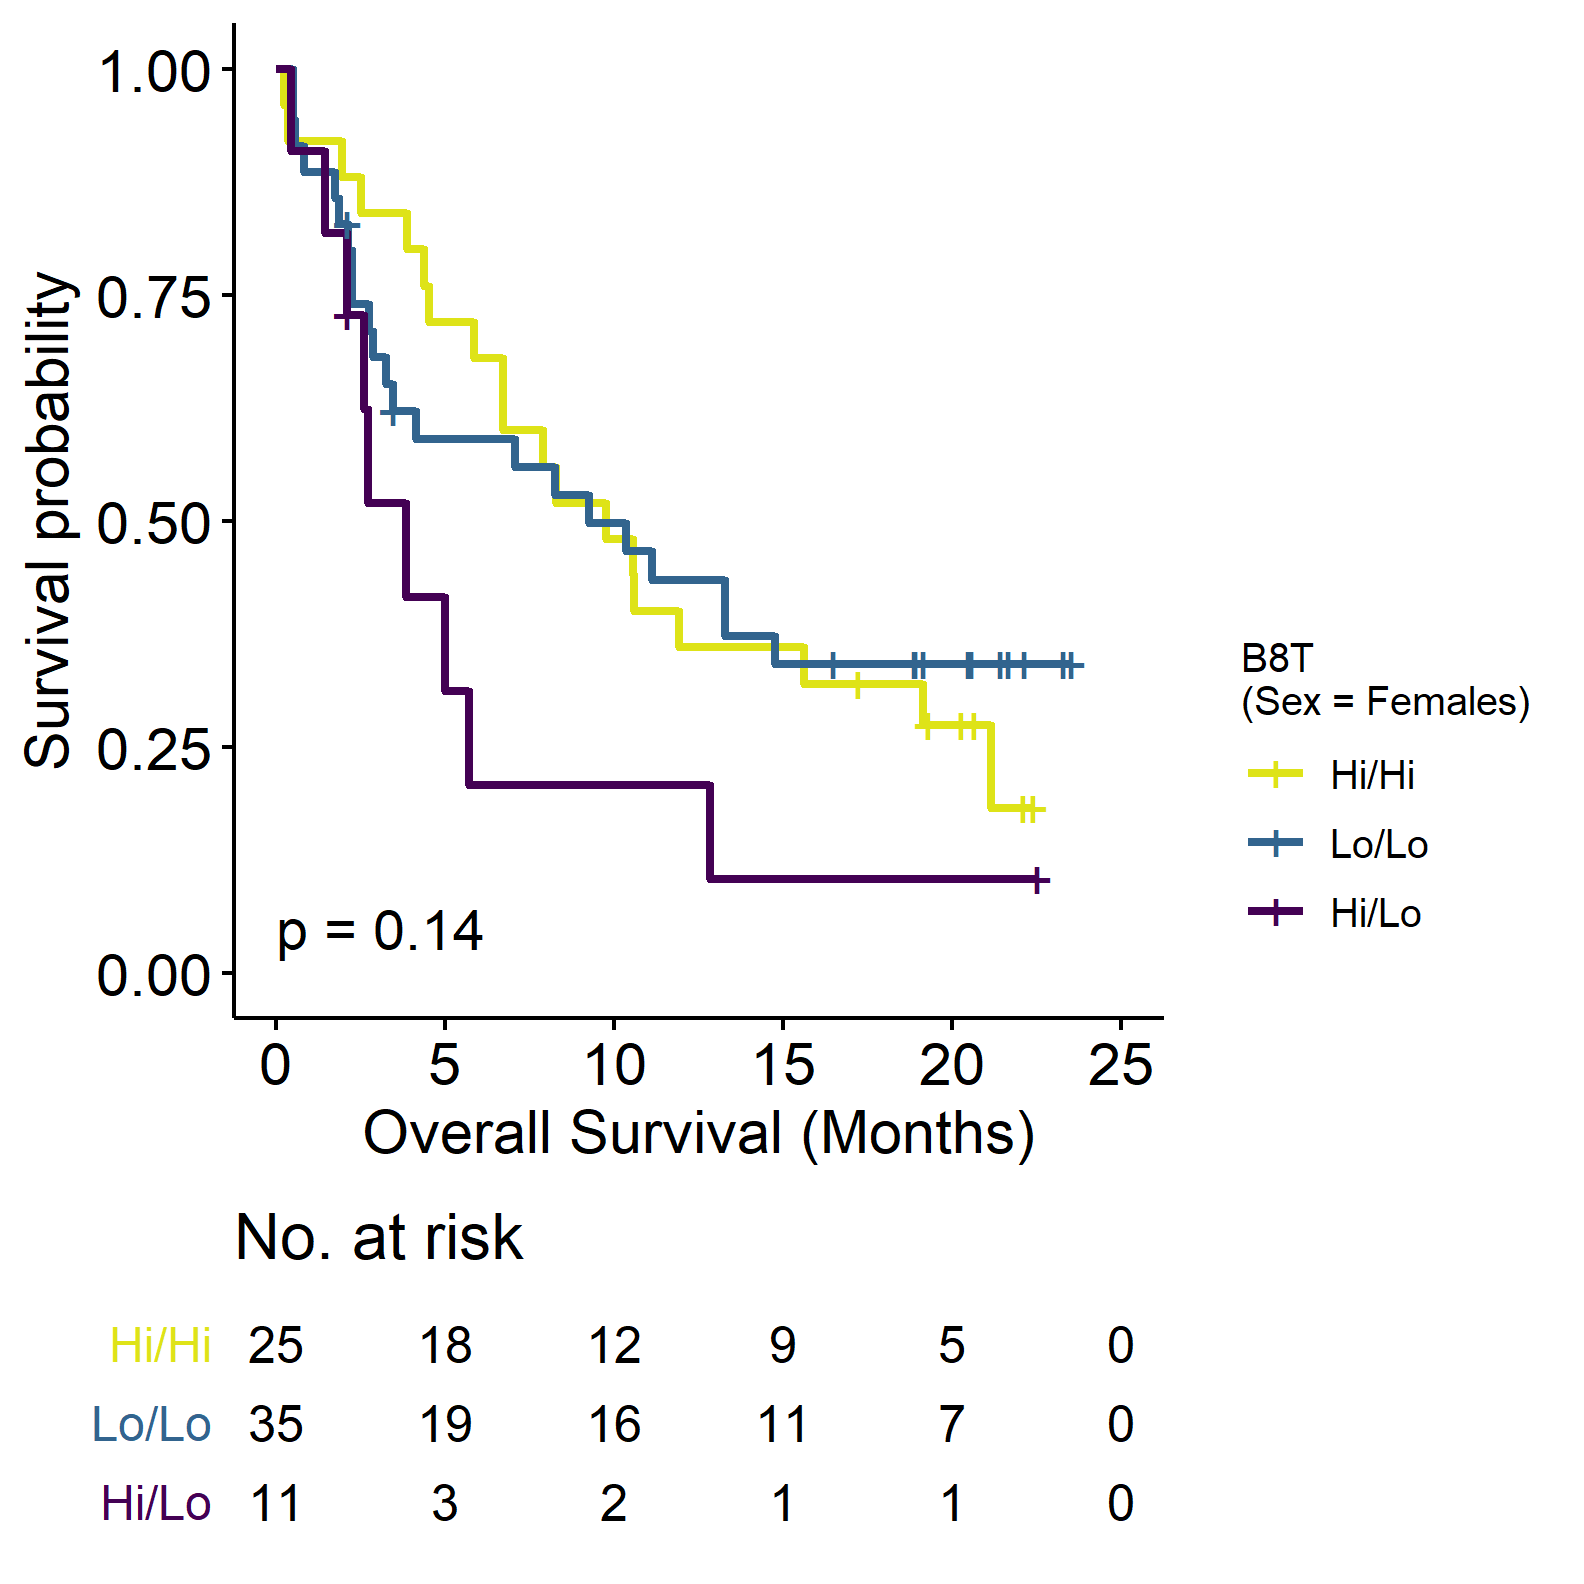 1.00
0.75
0.50
0.25
0.00
Survival probability
p = 0.14
0 5 10 15 20 25
Overall Survival (Months)
B8T
(Sex = Females)
Hi/Hi
Lo/Lo
Hi/Lo
No. at risk
Hi/Hi 25 18 12 9 5 0
Lo/Lo 35 19 16 11 7 0
Hi/Lo 11 3 2 1 1 0